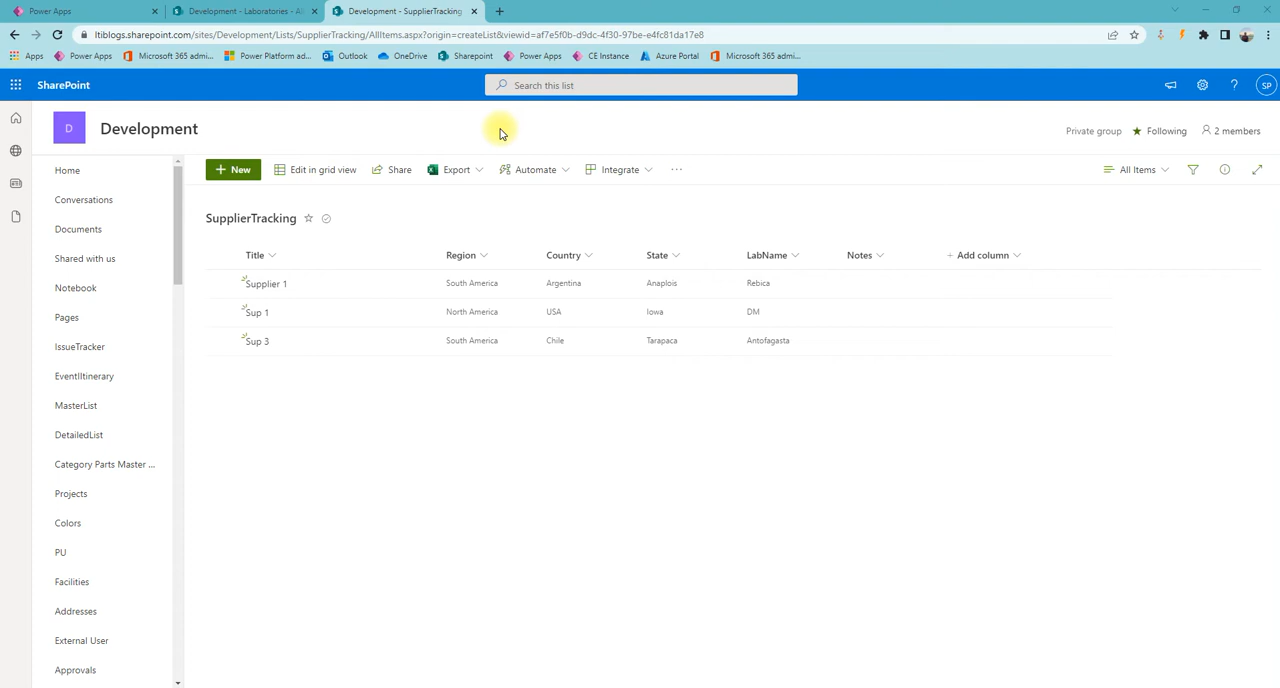 Power Apps
Development - Laboratories - Al
Development - SupplierTracking
ltiblogs.sharepoint.com/sites/Development/Lists/SupplierTracking/AllItems.aspx?origin=createList&viewid=af7e5f0b-d9dc-4f30-97be-e4fc81da17e8
Apps Power Apps Microsoft 365 admi... Power Platform ad... Outlook OneDrive Sharepoint Power Apps CE Instance Azure Portal Microsoft 365 admi...
SharePoint Search this list ? SP
D Development Private group Following 2 members
+ New Edit in grid view Share Export Automate Integrate ... All Items
Home
Conversations
Documents
Shared with us
Notebook
Pages
IssueTracker
EventIItinerary
MasterList
DetailedList
Category Parts Master ...
Projects
Colors
PU
Facilities
Addresses
External User
Approvals
SupplierTracking
Title Region Country State LabName Notes + Add column
Supplier 1 South America Argentina Anaplois Rebica
Sup 1 North America USA Iowa DM
Sup 3 South America Chile Tarapaca Antofagasta